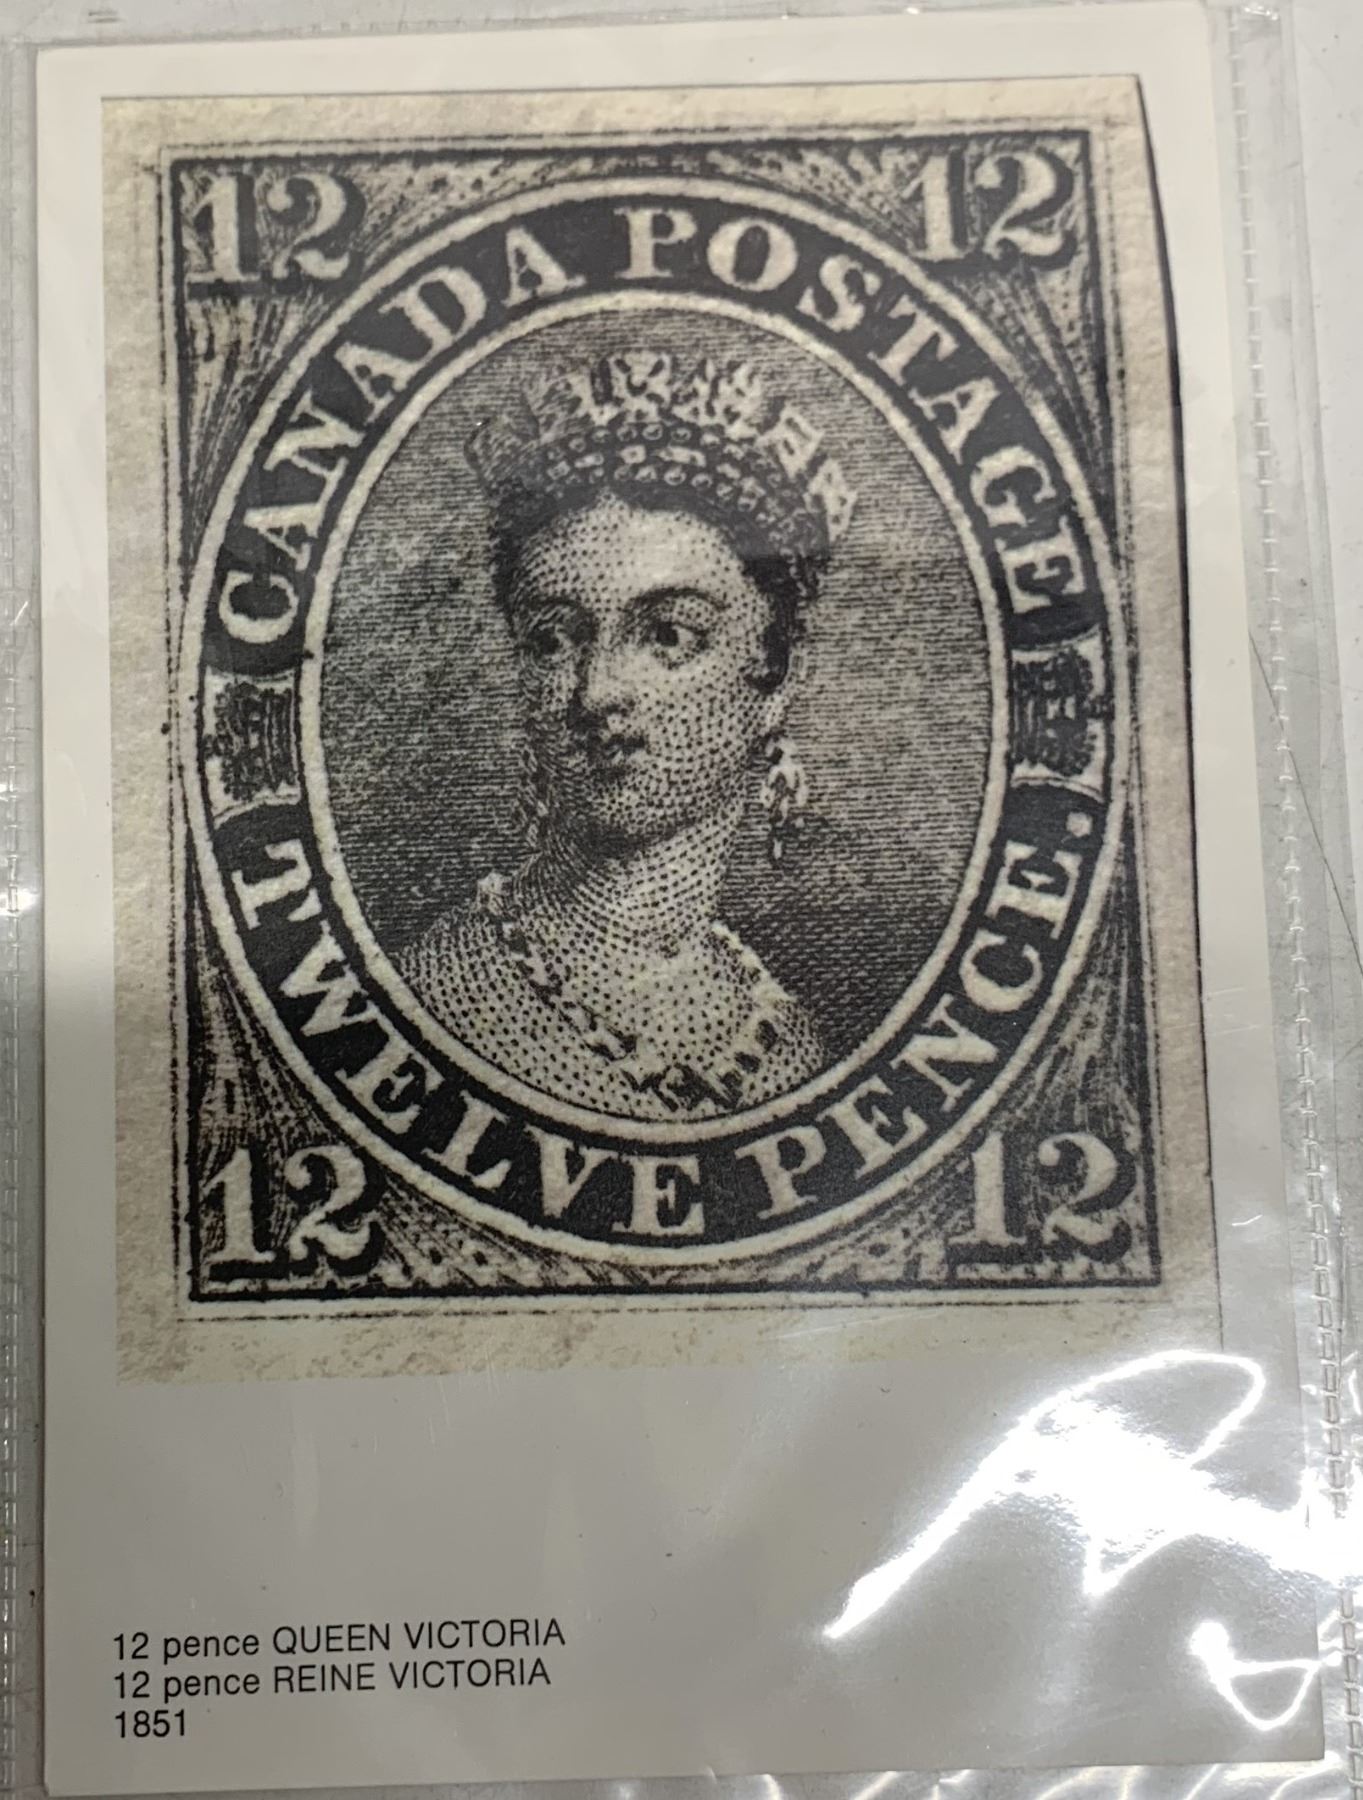 12 12
CANADA POSTAGE
TWELVE PENCE.
12 12
12 pence QUEEN VICTORIA
12 pence REINE VICTORIA
1851